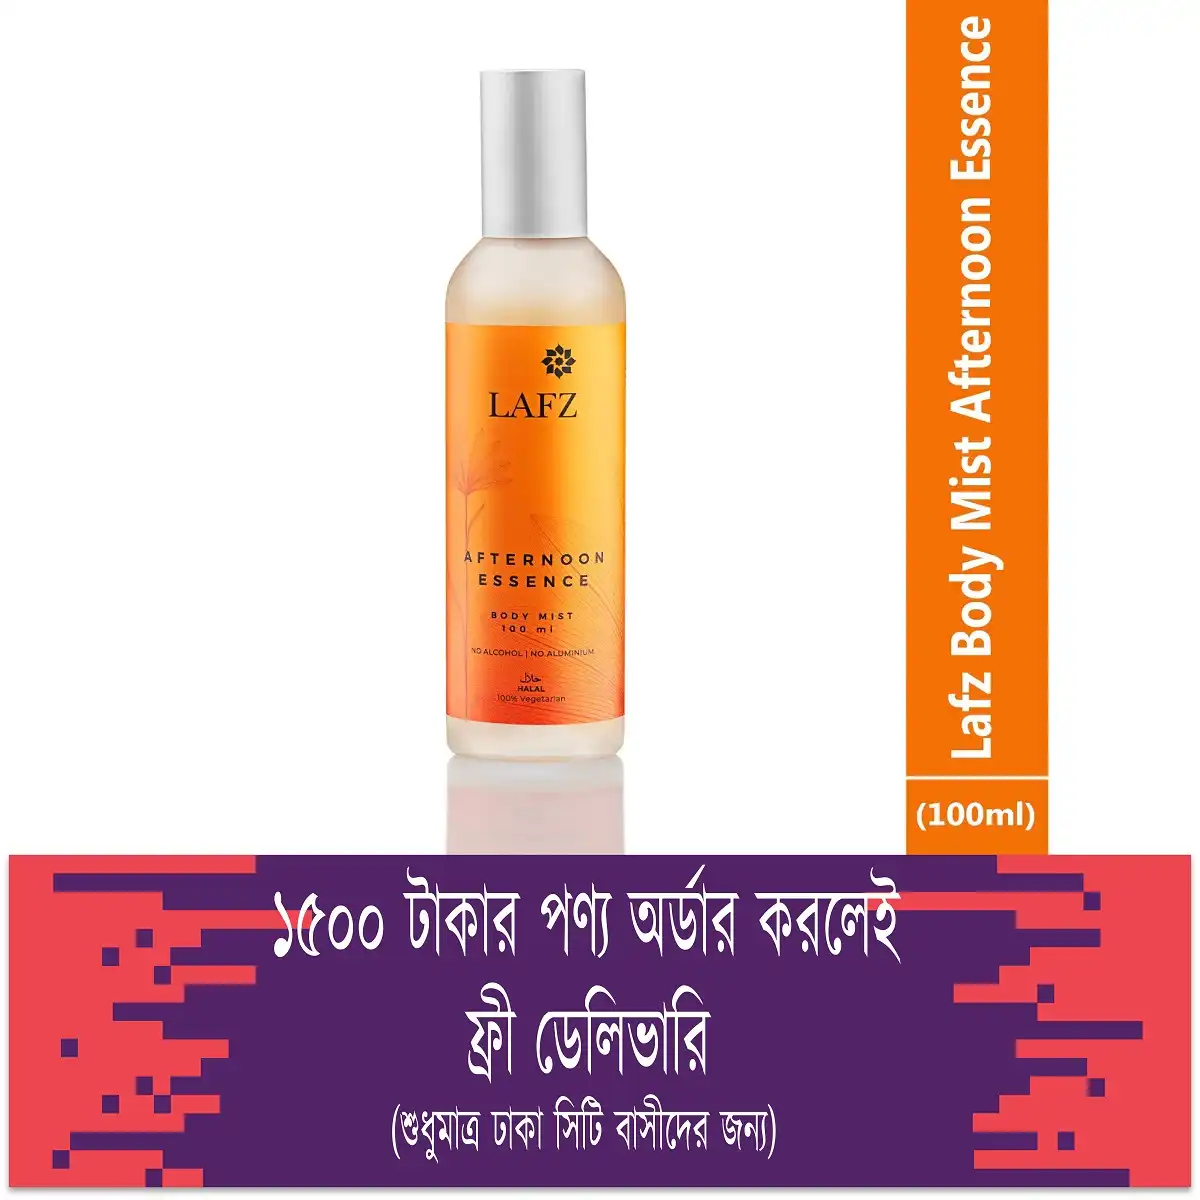 LAFZ
AFTERNOON
ESSENCE
BODY MIST
100 ml
NO ALCOHOL | NO ALUMINIUM
حلال
HALAL
100% Vegetarian
Lafz Body Mist Afternoon Essence
(100ml)
১৫০০ টাকার পণ্য অর্ডার করলেই
ফ্রী ডেলিভারি
(শুধুমাত্র ঢাকা সিটি বাসীদের জন্য)